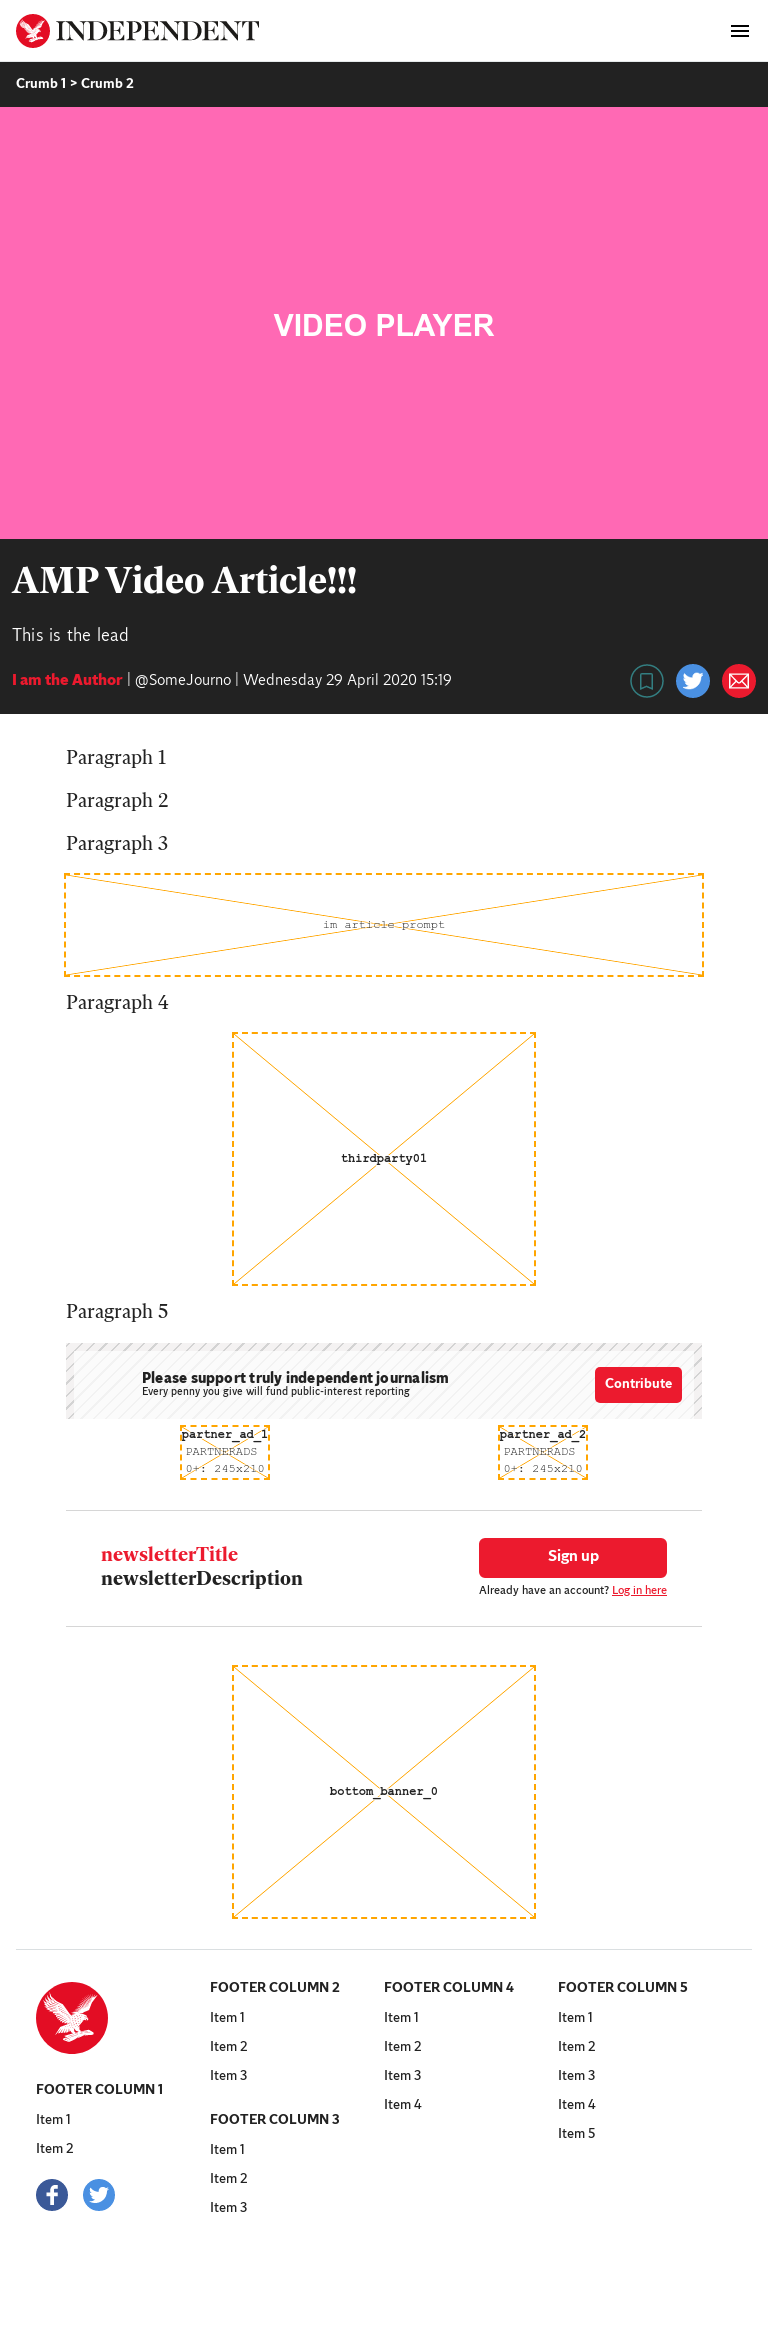 INDEPENDENT
Crumb 1 > Crumb 2
VIDEO PLAYER
AMP Video Article!!!
This is the lead
I am the Author | @SomeJourno | Wednesday 29 April 2020 15:19
Paragraph 1
Paragraph 2
Paragraph 3
im article prompt
Paragraph 4
thirdparty01
Paragraph 5
Please support truly independent journalism
Every penny you give will fund public-interest reporting
Contribute
partner_ad_1
PARTNERADS
0+: 245x210
partner_ad_2
PARTNERADS
0+: 245x210
newsletterTitle
newsletterDescription
Sign up
Already have an account? Log in here
bottom_banner_0
FOOTER COLUMN 1
Item 1
Item 2
FOOTER COLUMN 2
Item 1
Item 2
Item 3
FOOTER COLUMN 3
Item 1
Item 2
Item 3
FOOTER COLUMN 4
Item 1
Item 2
Item 3
Item 4
FOOTER COLUMN 5
Item 1
Item 2
Item 3
Item 4
Item 5